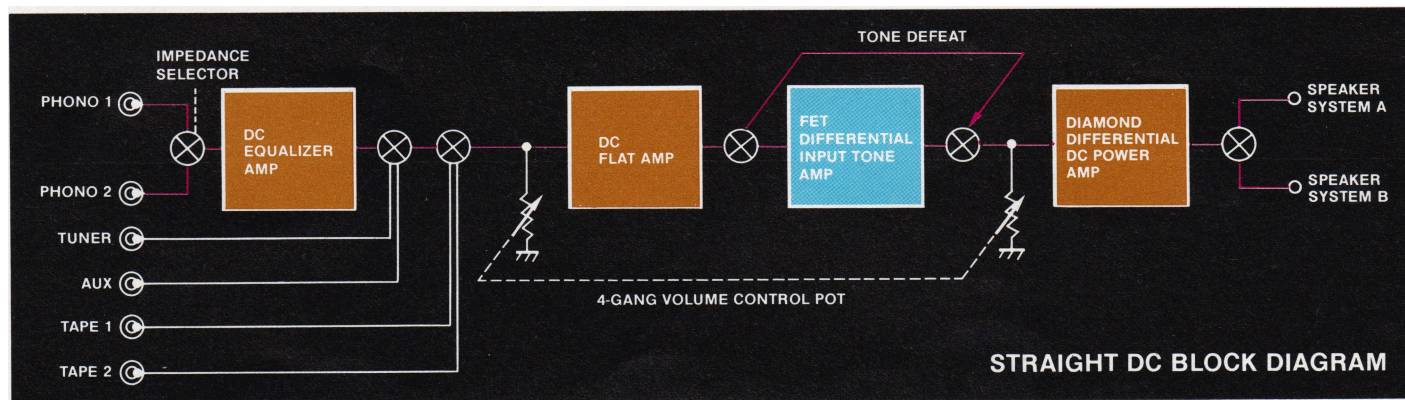 IMPEDANCE
SELECTOR
PHONO 1
PHONO 2
TUNER
AUX
TAPE 1
TAPE 2
DC
EQUALIZER
AMP
DC
FLAT AMP
TONE DEFEAT
FET
DIFFERENTIAL
INPUT TONE
AMP
DIAMOND
DIFFERENTIAL
DC POWER
AMP
SPEAKER
SYSTEM A
SPEAKER
SYSTEM B
4-GANG VOLUME CONTROL POT
STRAIGHT DC BLOCK DIAGRAM